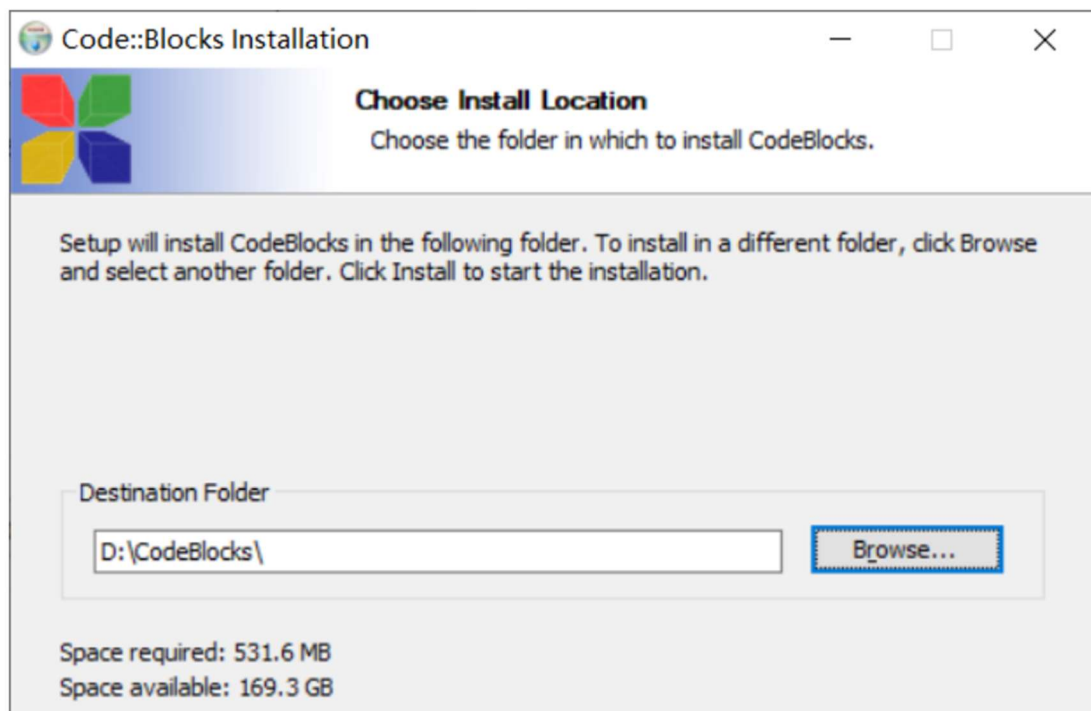 Code::Blocks Installation
Choose Install Location
Choose the folder in which to install CodeBlocks.
Setup will install CodeBlocks in the following folder. To install in a different folder, click Browse
and select another folder. Click Install to start the installation.
Destination Folder
D:\CodeBlocks\
Browse...
Space required: 531.6 MB
Space available: 169.3 GB